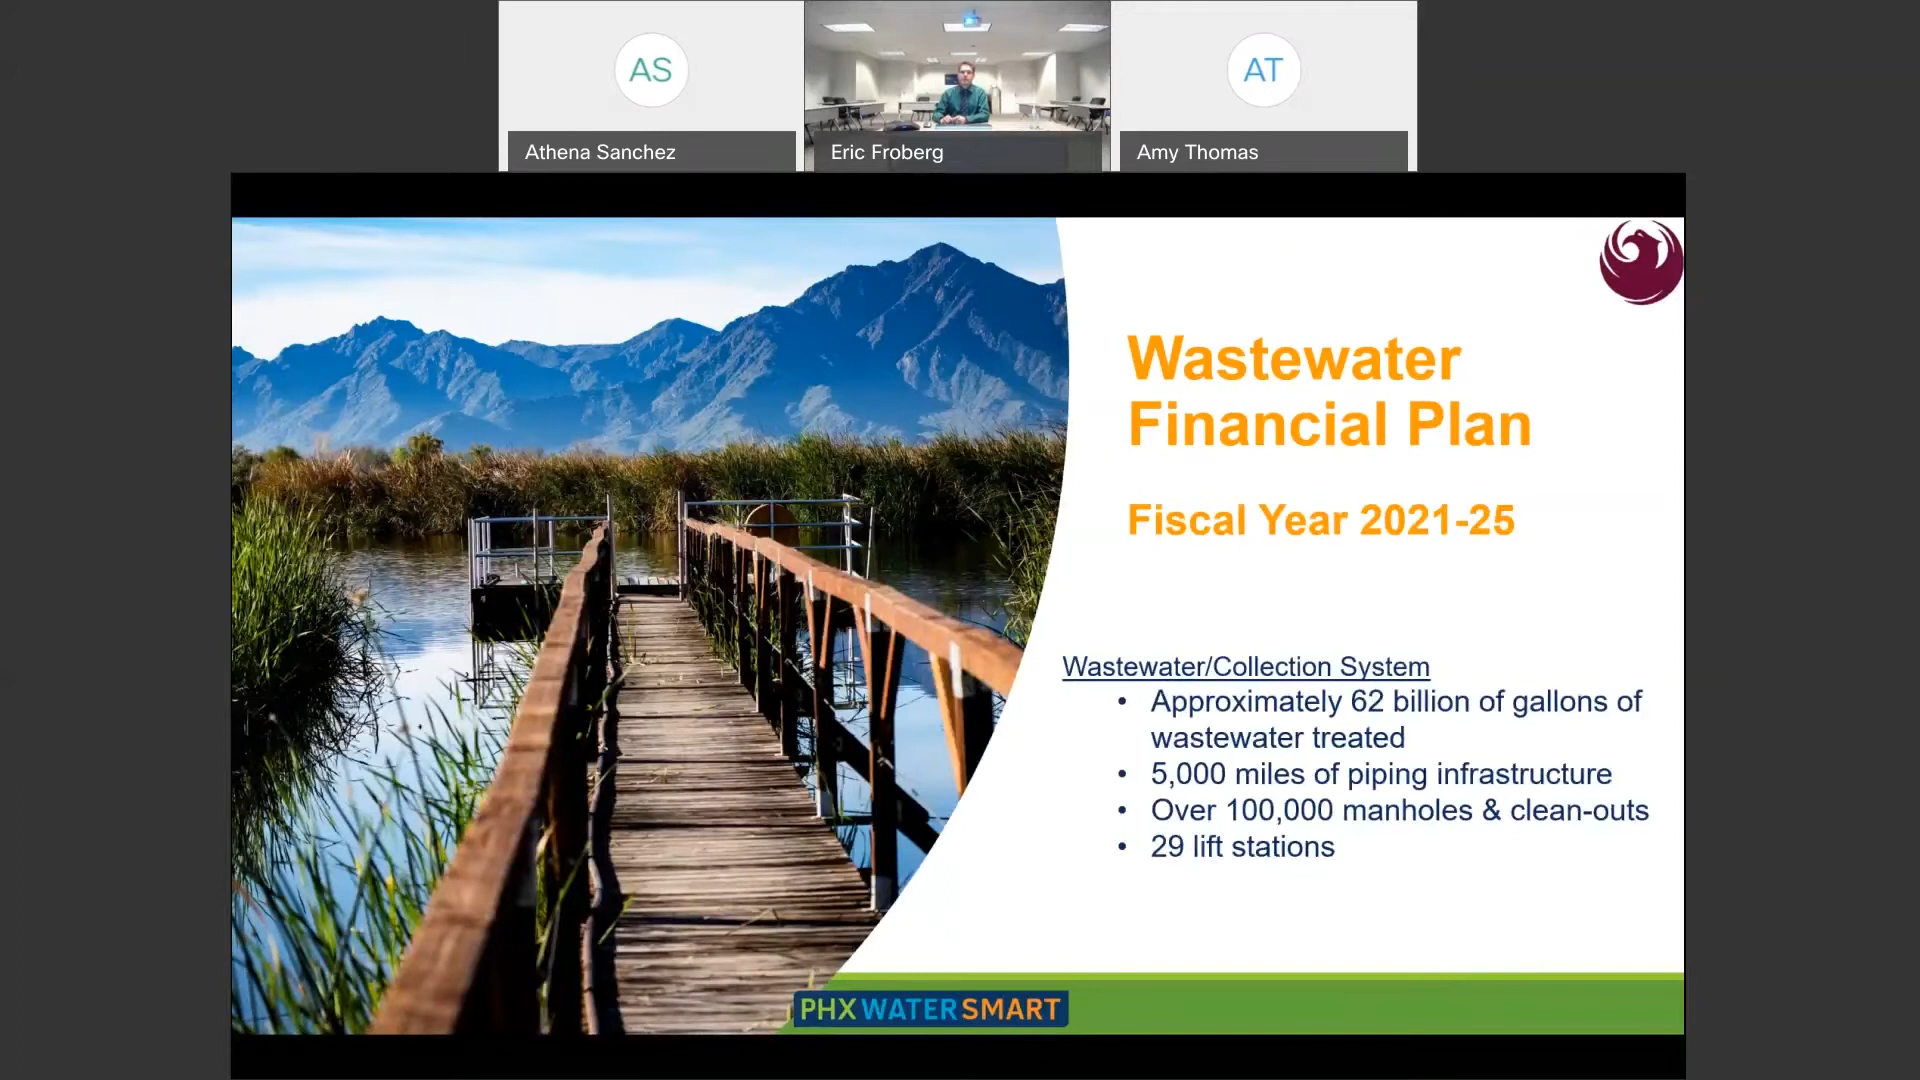 AS
Athena Sanchez
Eric Froberg
AT
Amy Thomas
Wastewater
Financial Plan
Fiscal Year 2021-25
Wastewater/Collection System
• Approximately 62 billion of gallons of
wastewater treated
• 5,000 miles of piping infrastructure
• Over 100,000 manholes & clean-outs
• 29 lift stations
PHX WATER SMART